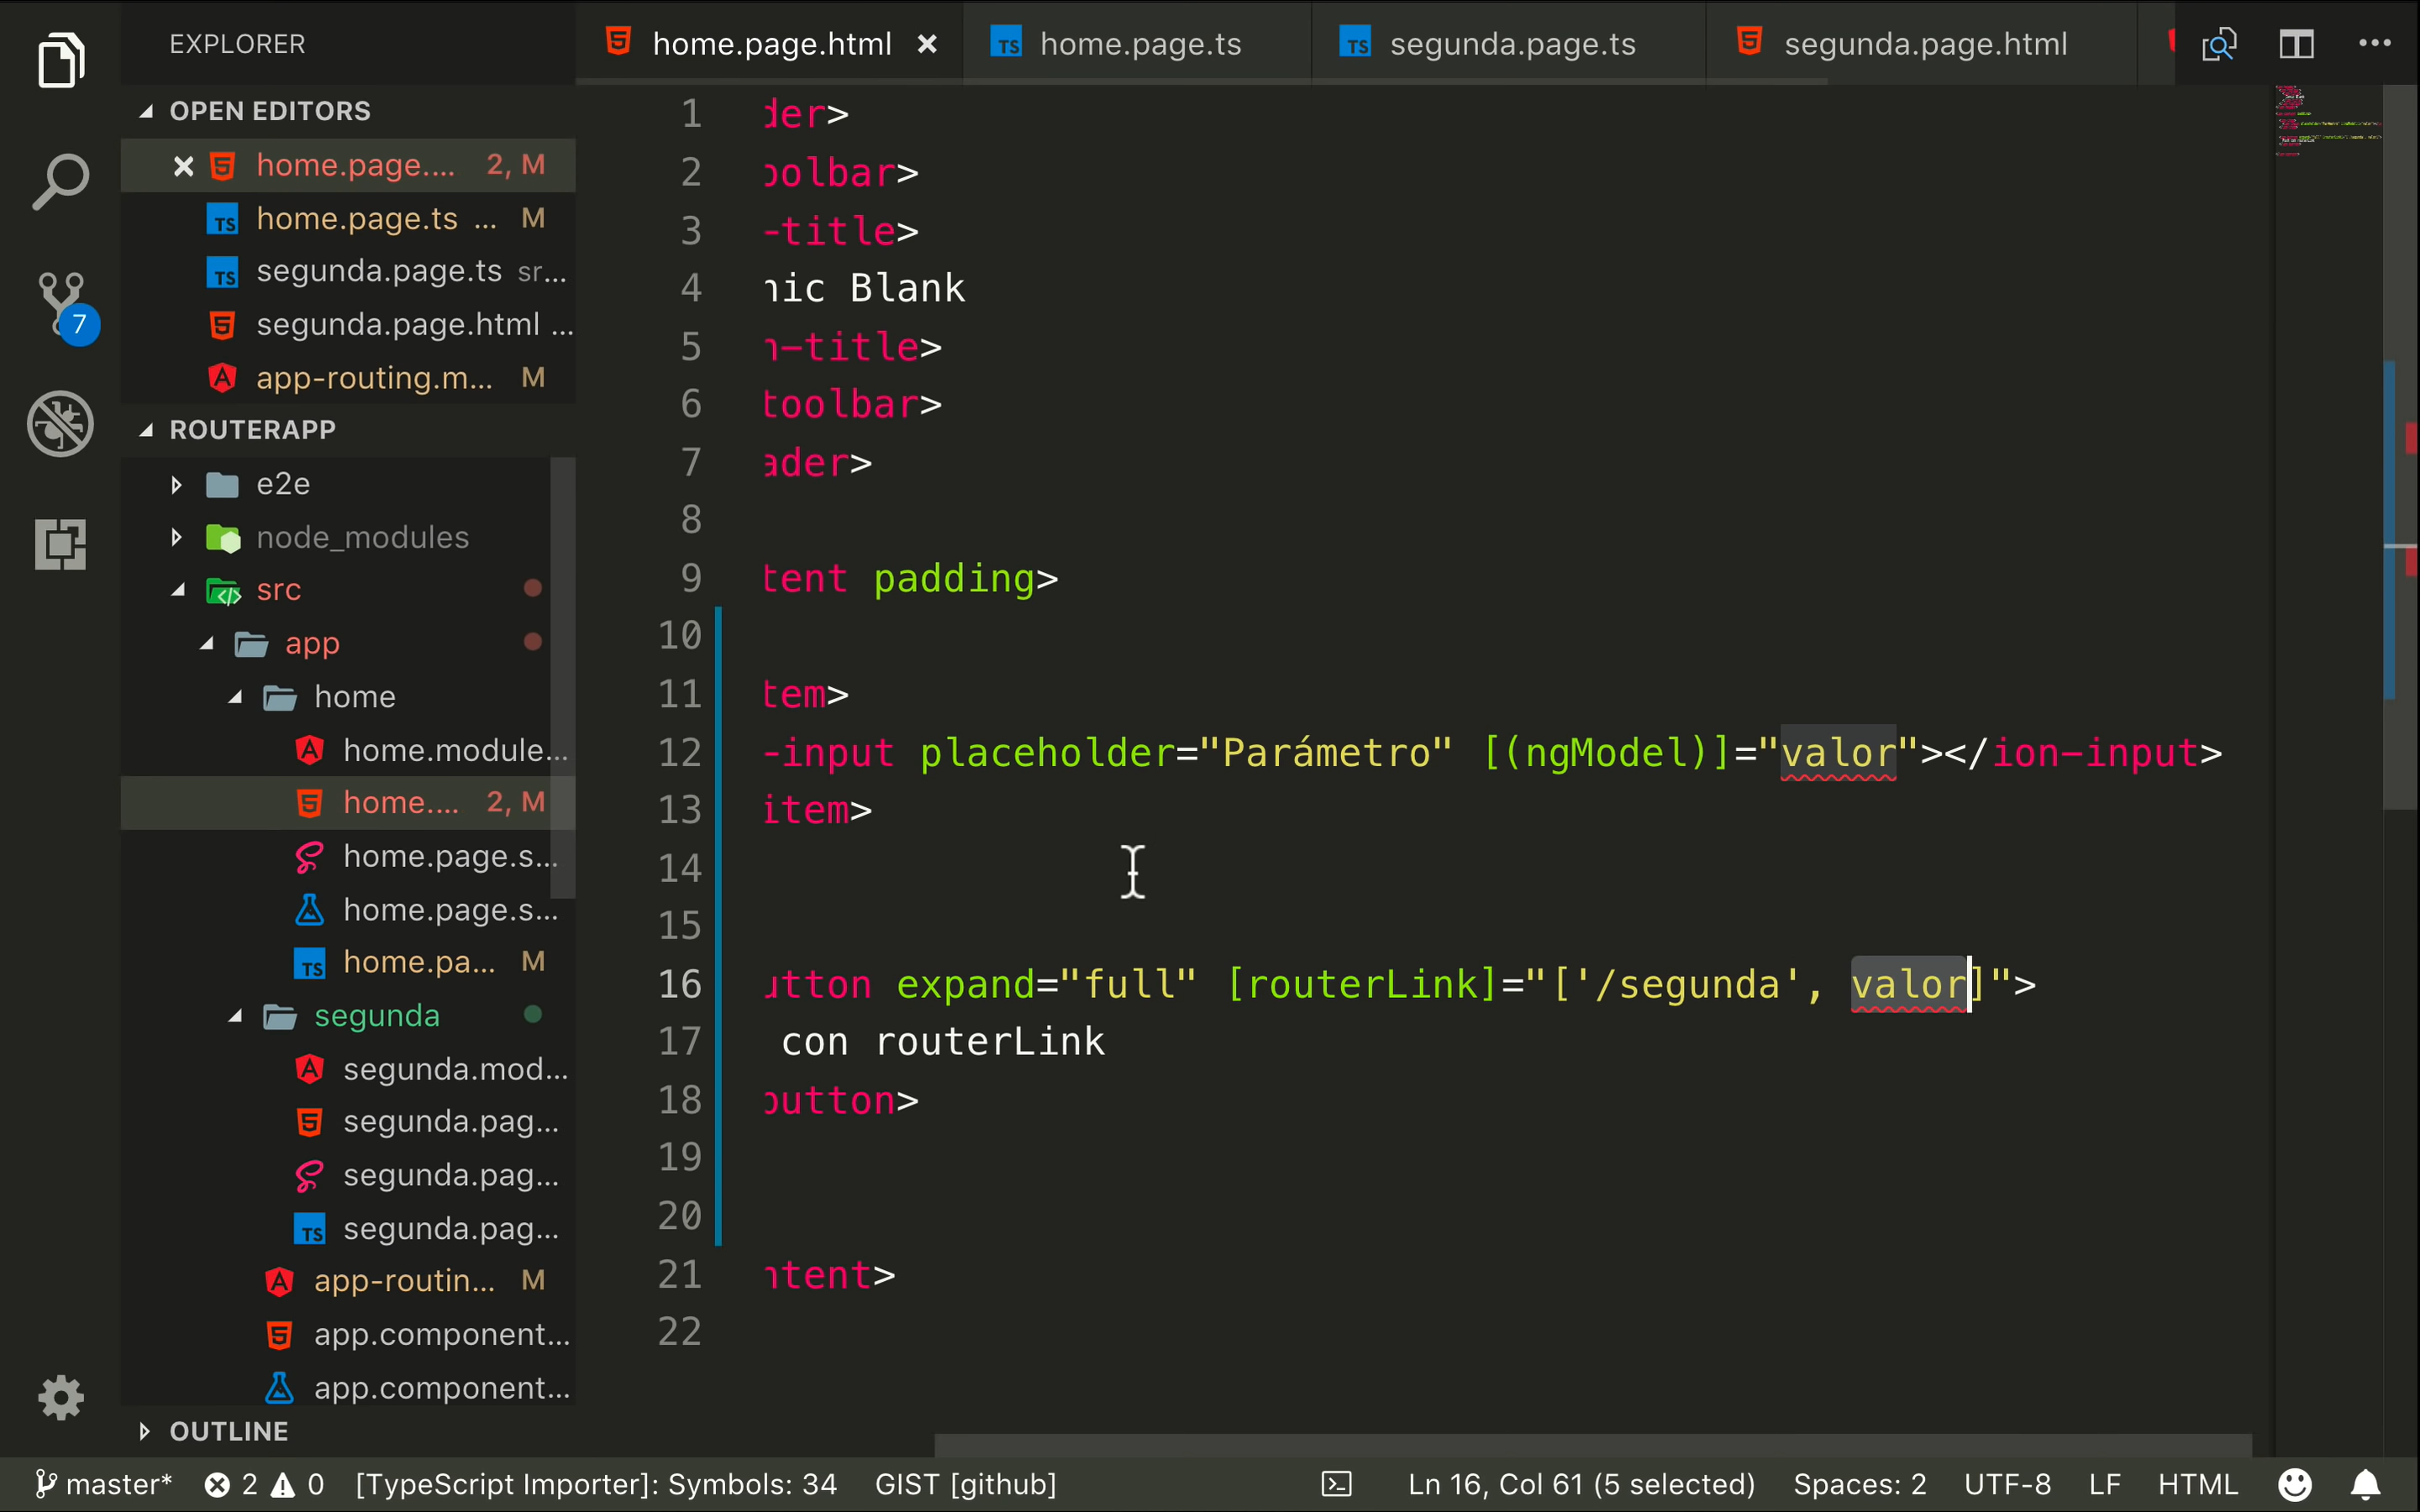 EXPLORER
OPEN EDITORS
home.page.... 2, M
home.page.ts ... M
segunda.page.ts sr...
segunda.page.html ...
app-routing.m... M
ROUTERAPP
e2e
node_modules
src
app
home
home.module...
home.... 2, M
home.page.s...
home.page.s...
home.pa... M
segunda
segunda.mod...
segunda.pag...
segunda.pag...
segunda.pag...
app-routin... M
app.component...
app.component...
OUTLINE
7
home.page.html
home.page.ts
segunda.page.ts
segunda.page.html
1 der>
2 oolbar>
3 -title>
4 nic Blank
5 n-title>
6 toolbar>
7 ader>
8
9 tent padding>
10
11 tem>
12 -input placeholder="Parámetro" [(ngModel)]="valor"></ion-input>
13 item>
14
15
16 utton expand="full" [routerLink]="['/segunda', valor]">
17 con routerLink
18 button>
19
20
21 ntent>
22
master* 2 0 [TypeScript Importer]: Symbols: 34 GIST [github] Ln 16, Col 61 (5 selected) Spaces: 2 UTF-8 LF HTML